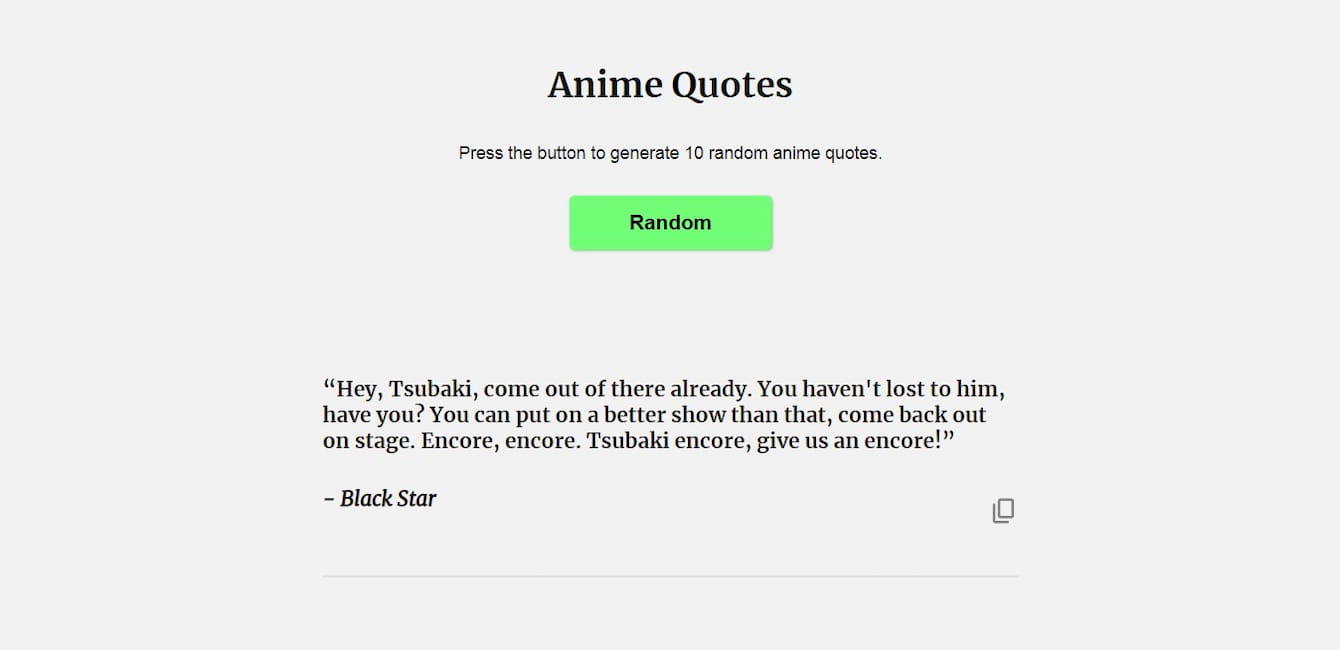 Anime Quotes
Press the button to generate 10 random anime quotes.
Random
“Hey, Tsubaki, come out of there already. You haven't lost to him,
have you? You can put on a better show than that, come back out
on stage. Encore, encore. Tsubaki encore, give us an encore!”
– Black Star